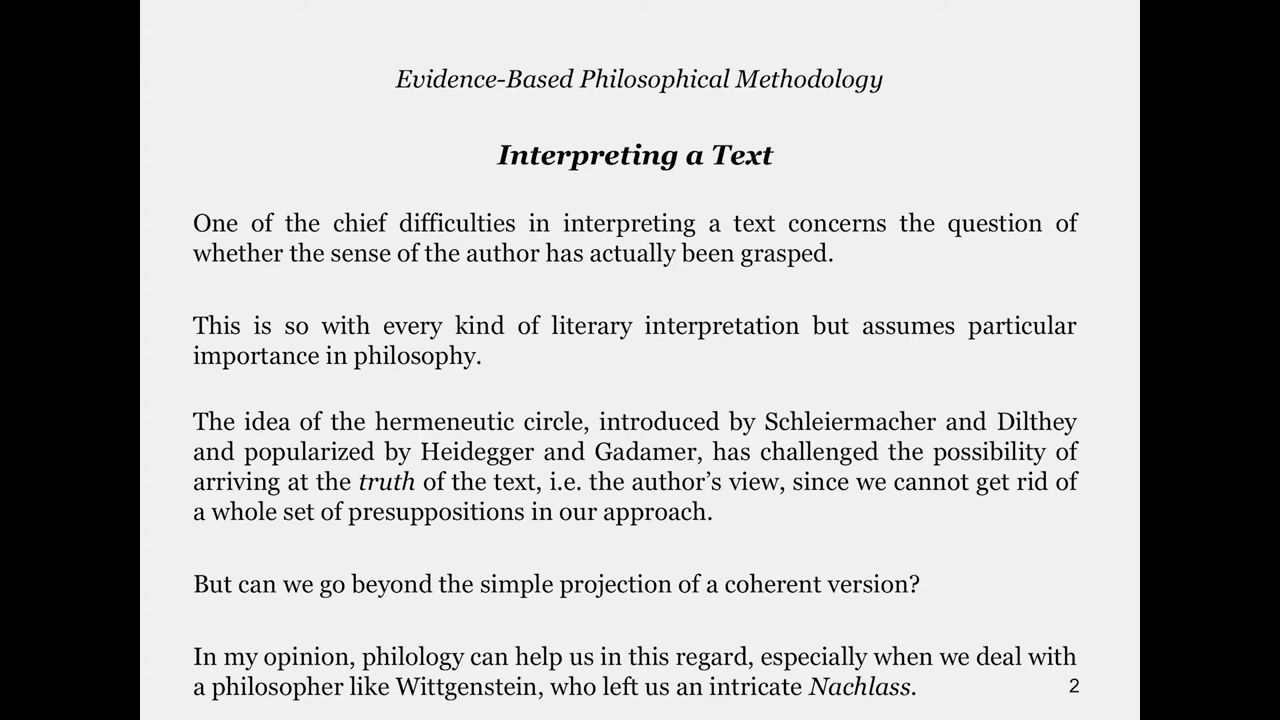 Evidence-Based Philosophical Methodology
Interpreting a Text
One of the chief difficulties in interpreting a text concerns the question of
whether the sense of the author has actually been grasped.
This is so with every kind of literary interpretation but assumes particular
importance in philosophy.
The idea of the hermeneutic circle, introduced by Schleiermacher and Dilthey
and popularized by Heidegger and Gadamer, has challenged the possibility of
arriving at the truth of the text, i.e. the author’s view, since we cannot get rid of
a whole set of presuppositions in our approach.
But can we go beyond the simple projection of a coherent version?
In my opinion, philology can help us in this regard, especially when we deal with
a philosopher like Wittgenstein, who left us an intricate Nachlass.
2